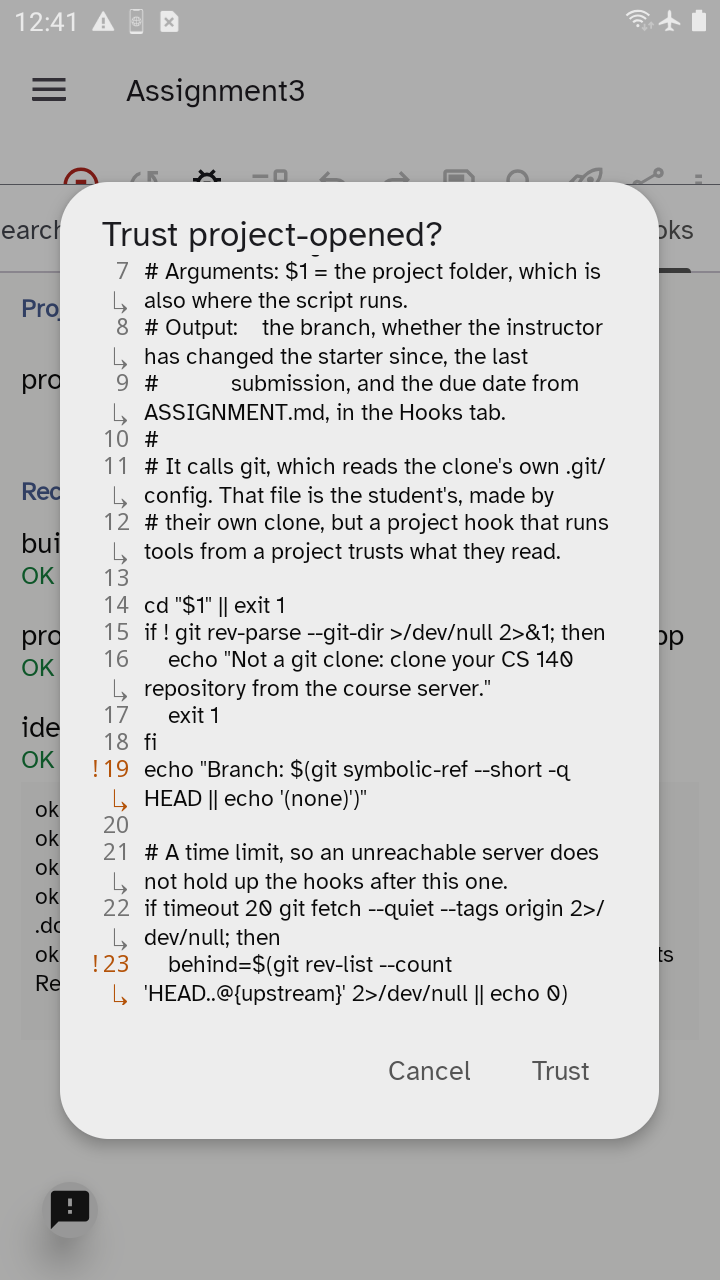 12:41
Assignment3
earch
oks
Proj
pro
Rec
bui
OK
pro
pp
OK
ide
OK
ok
ok
ok
ok
.do
ok
ts
Re
Trust project-opened?
7 # Arguments: $1 = the project folder, which is
also where the script runs.
8 # Output:    the branch, whether the instructor
has changed the starter since, the last
9 #            submission, and the due date from
ASSIGNMENT.md, in the Hooks tab.
10 #
11 # It calls git, which reads the clone's own .git/
config. That file is the student's, made by
12 # their own clone, but a project hook that runs
tools from a project trusts what they read.
13
14 cd "$1" || exit 1
15 if ! git rev-parse --git-dir >/dev/null 2>&1; then
16     echo "Not a git clone: clone your CS 140
repository from the course server."
17     exit 1
18 fi
!19 echo "Branch: $(git symbolic-ref --short -q
HEAD || echo '(none)')"
20
21 # A time limit, so an unreachable server does
not hold up the hooks after this one.
22 if timeout 20 git fetch --quiet --tags origin 2>/
dev/null; then
!23     behind=$(git rev-list --count
'HEAD..@{upstream}' 2>/dev/null || echo 0)
Cancel
Trust